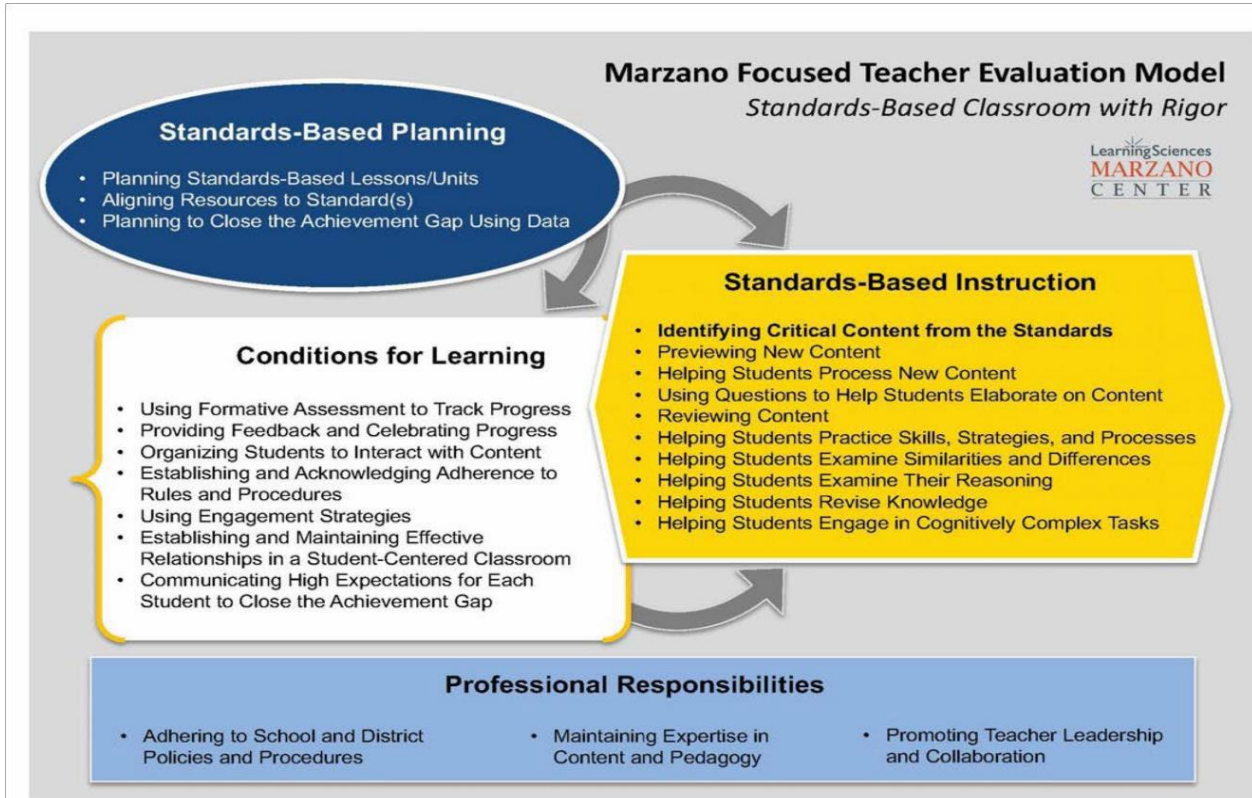 Marzano Focused Teacher Evaluation Model
Standards-Based Classroom with Rigor
LearningSciences
MARZANO
CENTER
Standards-Based Planning
• Planning Standards-Based Lessons/Units
• Aligning Resources to Standard(s)
• Planning to Close the Achievement Gap Using Data
Standards-Based Instruction
• Identifying Critical Content from the Standards
• Previewing New Content
• Helping Students Process New Content
• Using Questions to Help Students Elaborate on Content
• Reviewing Content
• Helping Students Practice Skills, Strategies, and Processes
• Helping Students Examine Similarities and Differences
• Helping Students Examine Their Reasoning
• Helping Students Revise Knowledge
• Helping Students Engage in Cognitively Complex Tasks
Conditions for Learning
• Using Formative Assessment to Track Progress
• Providing Feedback and Celebrating Progress
• Organizing Students to Interact with Content
• Establishing and Acknowledging Adherence to
Rules and Procedures
• Using Engagement Strategies
• Establishing and Maintaining Effective
Relationships in a Student-Centered Classroom
• Communicating High Expectations for Each
Student to Close the Achievement Gap
Professional Responsibilities
• Adhering to School and District
Policies and Procedures
• Maintaining Expertise in
Content and Pedagogy
• Promoting Teacher Leadership
and Collaboration